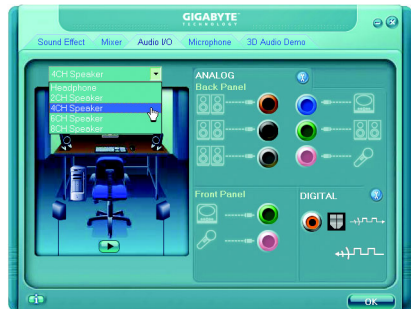 GIGABYTE
TECHNOLOGY
Sound Effect Mixer Audio I/O Microphone 3D Audio Demo
4CH Speaker
Headphone
2CH Speaker
4CH Speaker
6CH Speaker
8CH Speaker
ANALOG
Back Panel
Front Panel
DIGITAL
OK